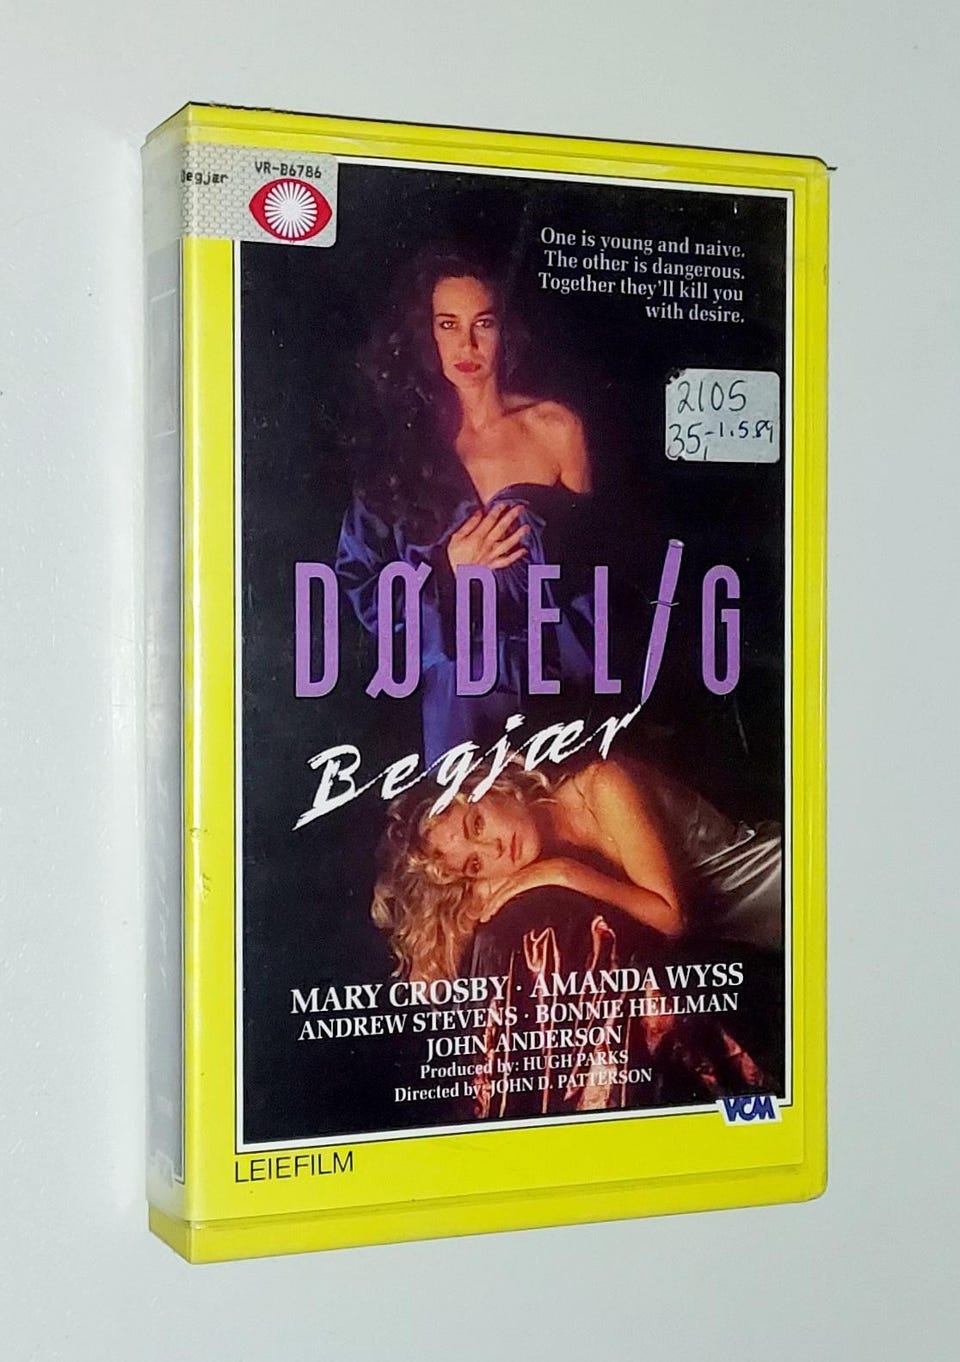 VR-B6786
Begjær
One is young and naive.
The other is dangerous.
Together they'll kill you
with desire.
2105
35,- 1.5.89
DØDELIG
Begjær
MARY CROSBY · AMANDA WYSS
ANDREW STEVENS · BONNIE HELLMAN
JOHN ANDERSON
Produced by: HUGH PARKS
Directed by: JOHN D. PATTERSON
VCM
LEIEFILM